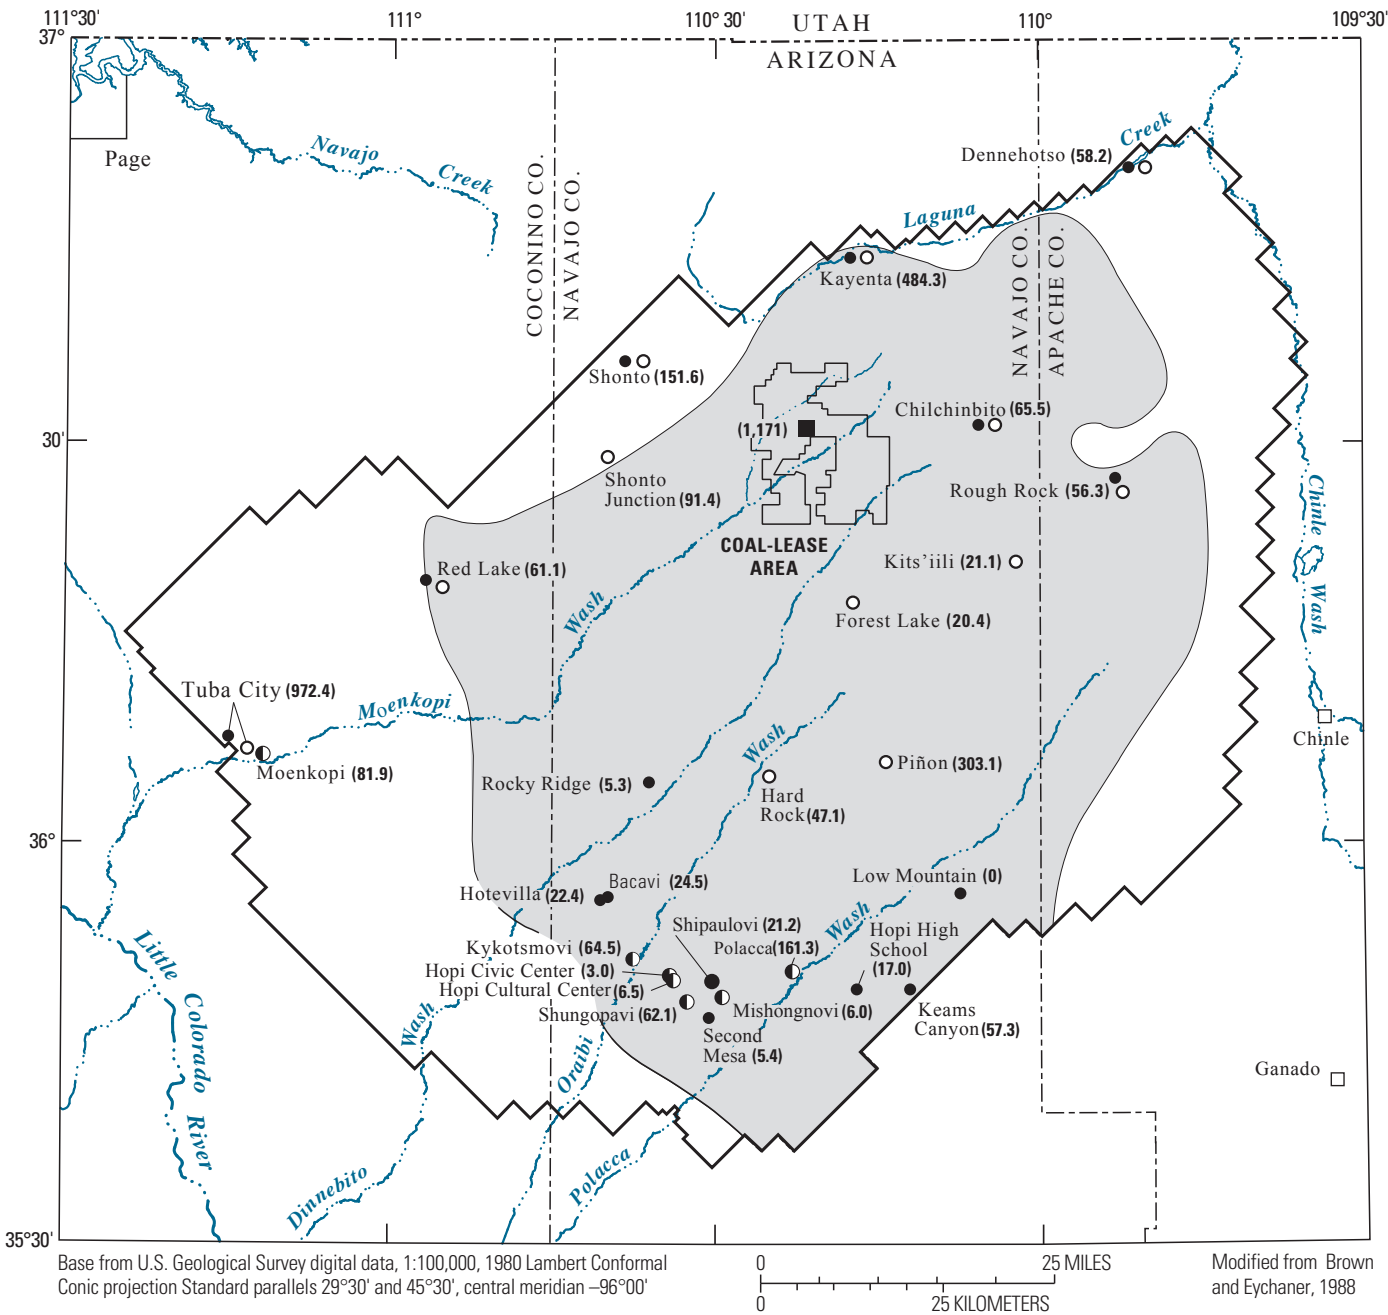 111°30'
111°
110°30'
110°
109°30'
37°
UTAH
ARIZONA
Page
Navajo
Creek
COCONINO CO.
NAVAJO CO.
Dennehotso (58.2)
Creek
Laguna
Kayenta (484.3)
NAVAJO CO.
APACHE CO.
Shonto (151.6)
Chilchinbito (65.5)
(1,171)
30'
Shonto
Junction (91.4)
Rough Rock (56.3)
Chinle Wash
COAL-LEASE
AREA
Red Lake (61.1)
Kits'iili (21.1)
Wash
Forest Lake (20.4)
Tuba City (972.4)
Moenkopi
Wash
Chinle
Moenkopi (81.9)
Rocky Ridge (5.3)
Piñon (303.1)
Hard
Rock (47.1)
36°
Low Mountain (0)
Bacavi (24.5)
Hotevilla (22.4)
Shipaulovi (21.2)
Wash
Hopi High
School
(17.0)
Polacca (161.3)
Kykotsmovi (64.5)
Hopi Civic Center (3.0)
Hopi Cultural Center (6.5)
Shungopavi (62.1)
Mishongnovi (6.0)
Keams
Canyon (57.3)
Second
Mesa (5.4)
Little Colorado River
Wash
Oraibi
Ganado
Dinnebito
Polacca
35°30'
Base from U.S. Geological Survey digital data, 1:100,000, 1980 Lambert Conformal
Conic projection Standard parallels 29°30' and 45°30', central meridian –96°00'
0 25 MILES
0 25 KILOMETERS
Modified from Brown
and Eychaner, 1988